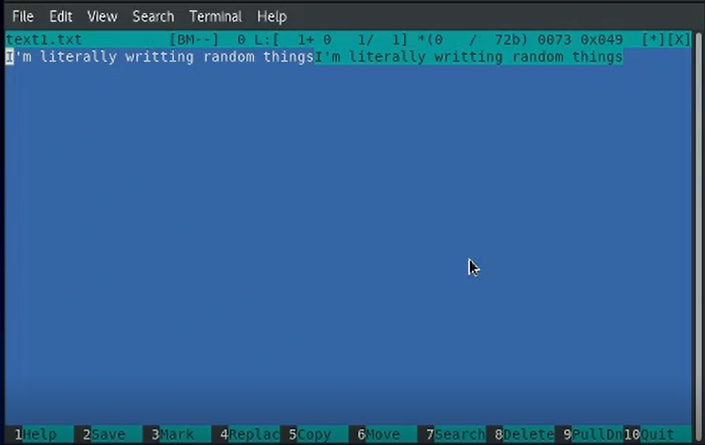 File Edit View Search Terminal Help
text1.txt [BM--] 0 L:[ 1+ 0 1/ 1] *(0 / 72b) 0073 0x049 [*][X]
I'm literally writting random thingsI'm literally writting random things
1Help 2Save 3Mark 4Replac 5Copy 6Move 7Search 8Delete 9PullDn 10Quit